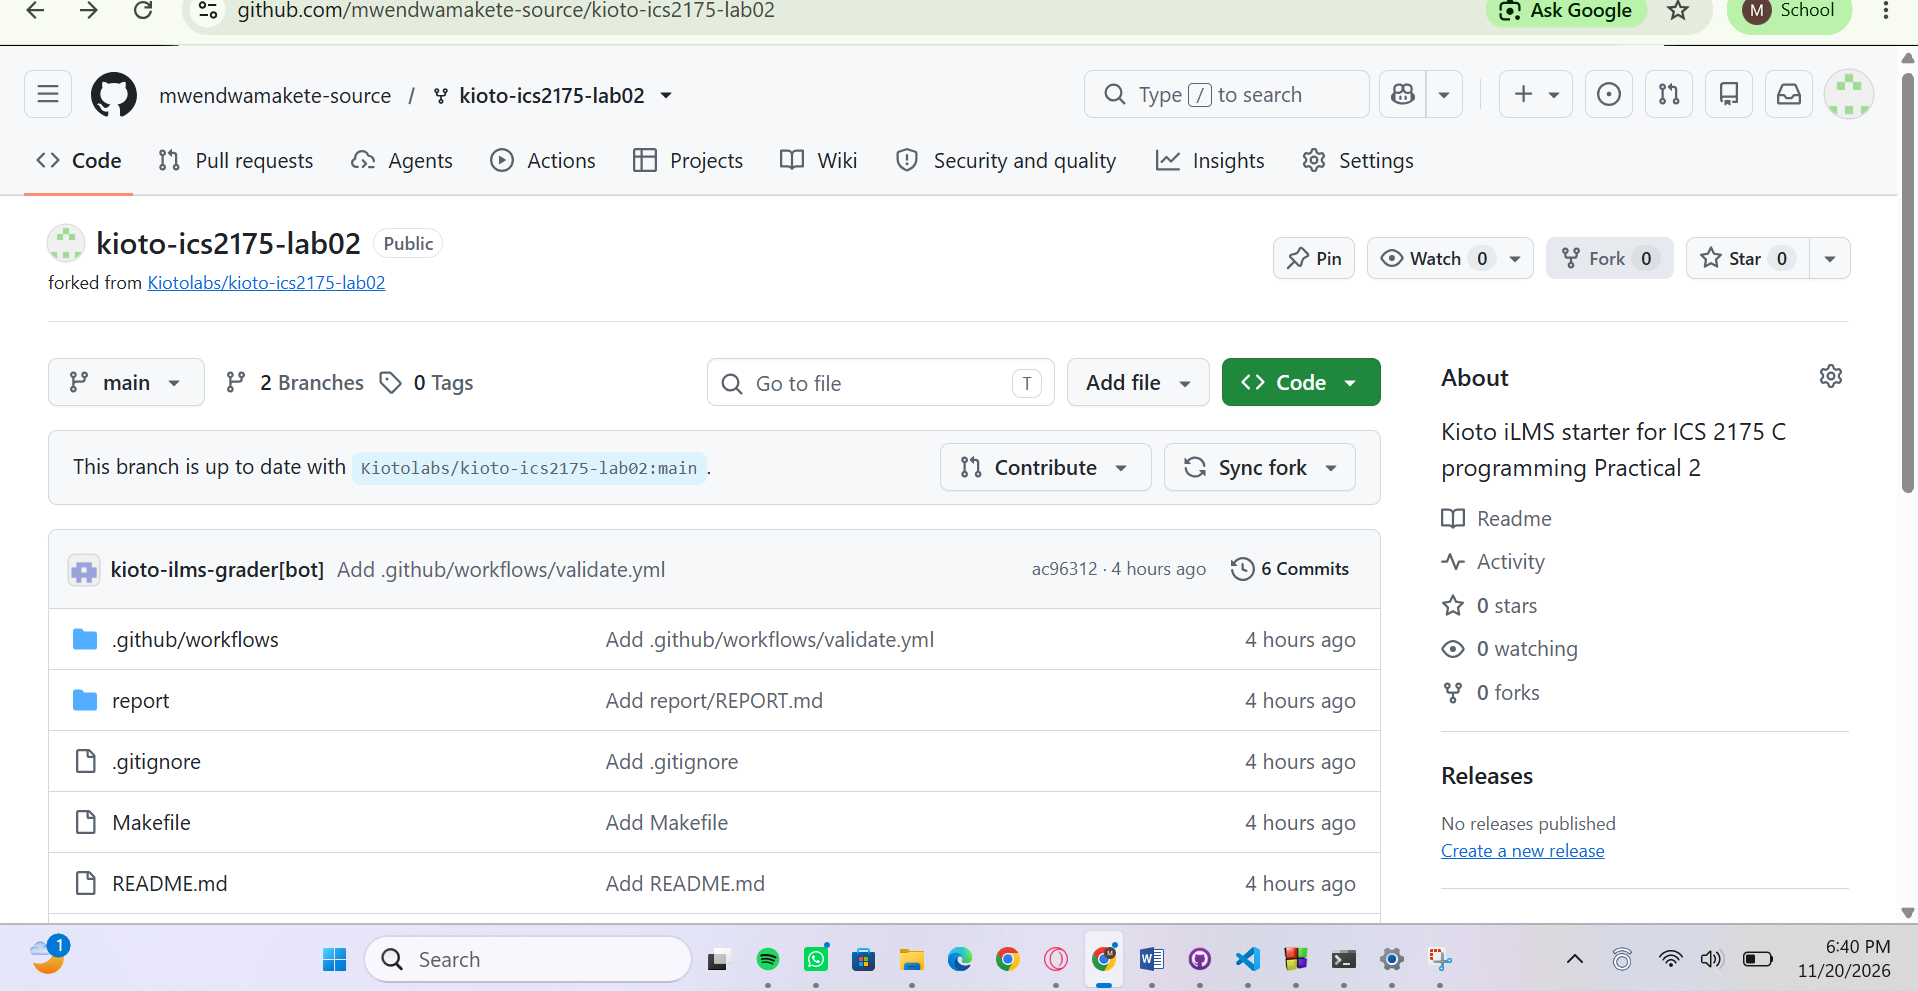 github.com/mwendwamakete-source/kioto-ics2175-lab02
Ask Google
M School
mwendwamakete-source / kioto-ics2175-lab02
Type / to search
Code Pull requests Agents Actions Projects Wiki Security and quality Insights Settings
kioto-ics2175-lab02 Public
forked from Kiotolabs/kioto-ics2175-lab02
Pin Watch 0 Fork 0 Star 0
main 2 Branches 0 Tags Go to file T Add file Code
This branch is up to date with Kiotolabs/kioto-ics2175-lab02:main .
Contribute Sync fork
kioto-ilms-grader[bot] Add .github/workflows/validate.yml ac96312 · 4 hours ago 6 Commits
.github/workflows Add .github/workflows/validate.yml 4 hours ago
report Add report/REPORT.md 4 hours ago
.gitignore Add .gitignore 4 hours ago
Makefile Add Makefile 4 hours ago
README.md Add README.md 4 hours ago
About
Kioto iLMS starter for ICS 2175 C
programming Practical 2
Readme
Activity
0 stars
0 watching
0 forks
Releases
No releases published
Create a new release
1
Search
6:40 PM
11/20/2026